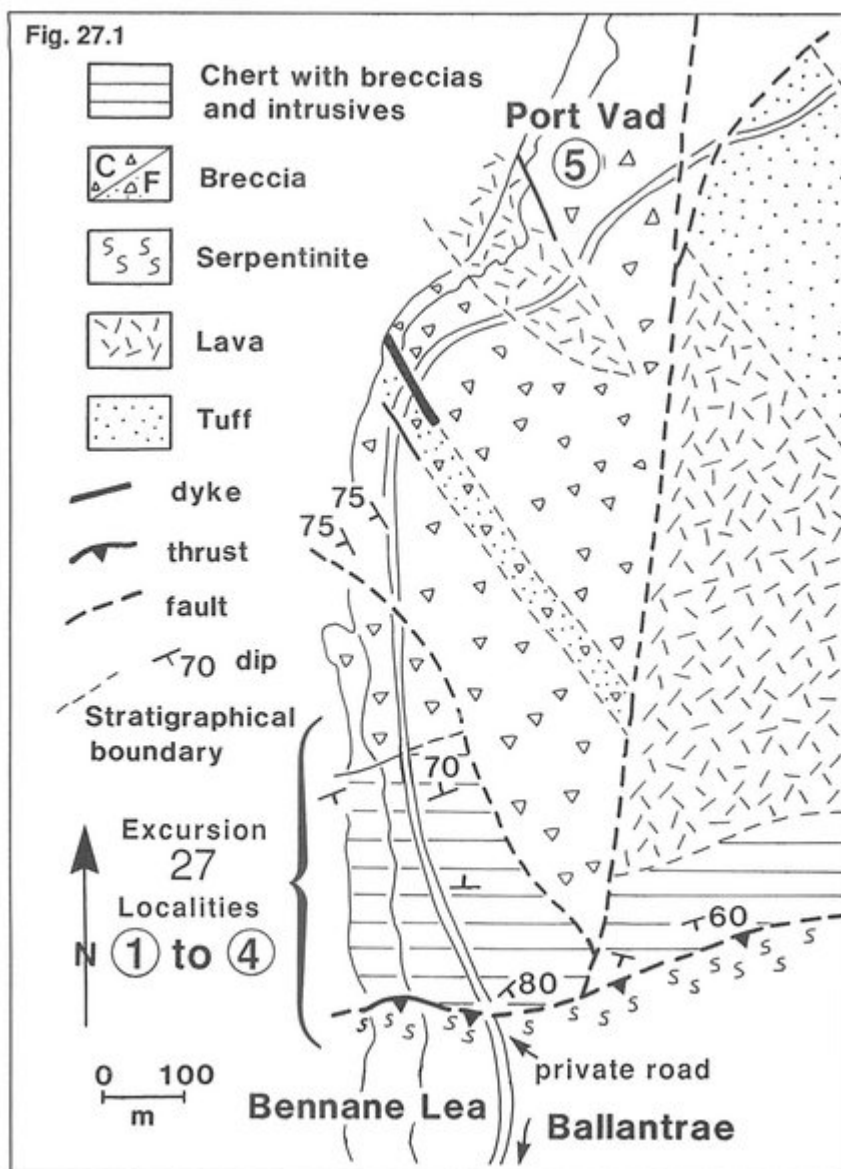 Fig. 27.1
Chert with breccias
and intrusives
C
F
Breccia
S S
S S
Serpentinite
Lava
Tuff
dyke
thrust
fault
70 dip
Stratigraphical
boundary
Excursion
27
Localities
N 1 to 4
0 100
m
Port Vad
5
75
75
70
60
80
S S S S S S S S S S S S S S S S S S
private road
Bennane Lea
Ballantrae